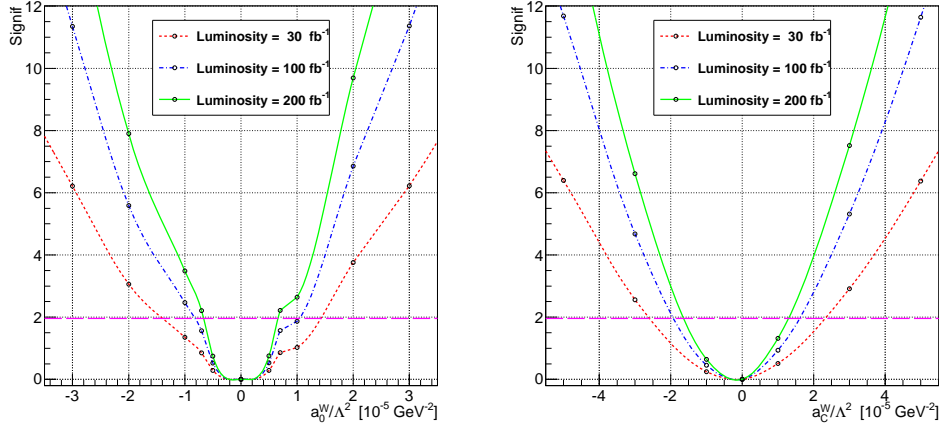 Signif
12
10
8
6
4
2
0
Luminosity = 30 fb⁻¹
Luminosity = 100 fb⁻¹
Luminosity = 200 fb⁻¹
-3 -2 -1 0 1 2 3
a₀ᵂ/Λ² [10⁻⁵ GeV⁻²]
Signif
12
10
8
6
4
2
0
Luminosity = 30 fb⁻¹
Luminosity = 100 fb⁻¹
Luminosity = 200 fb⁻¹
-4 -2 0 2 4
a_C^W/Λ² [10⁻⁵ GeV⁻²]